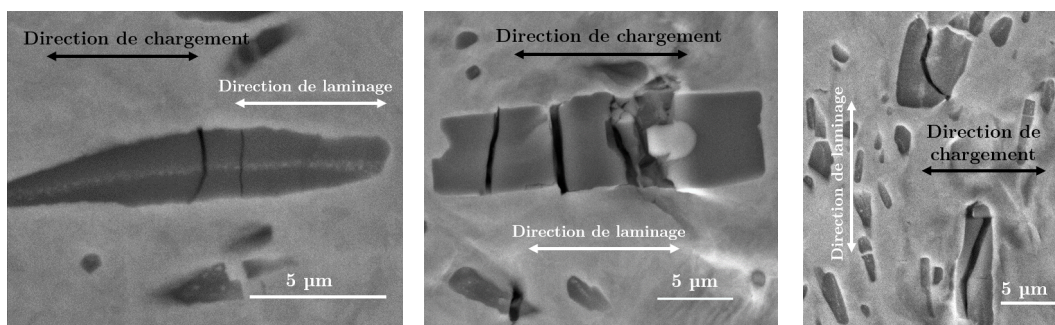 Direction de chargement
Direction de laminage
5 µm
Direction de chargement
Direction de laminage
5 µm
Direction de laminage
Direction de
chargement
5 µm